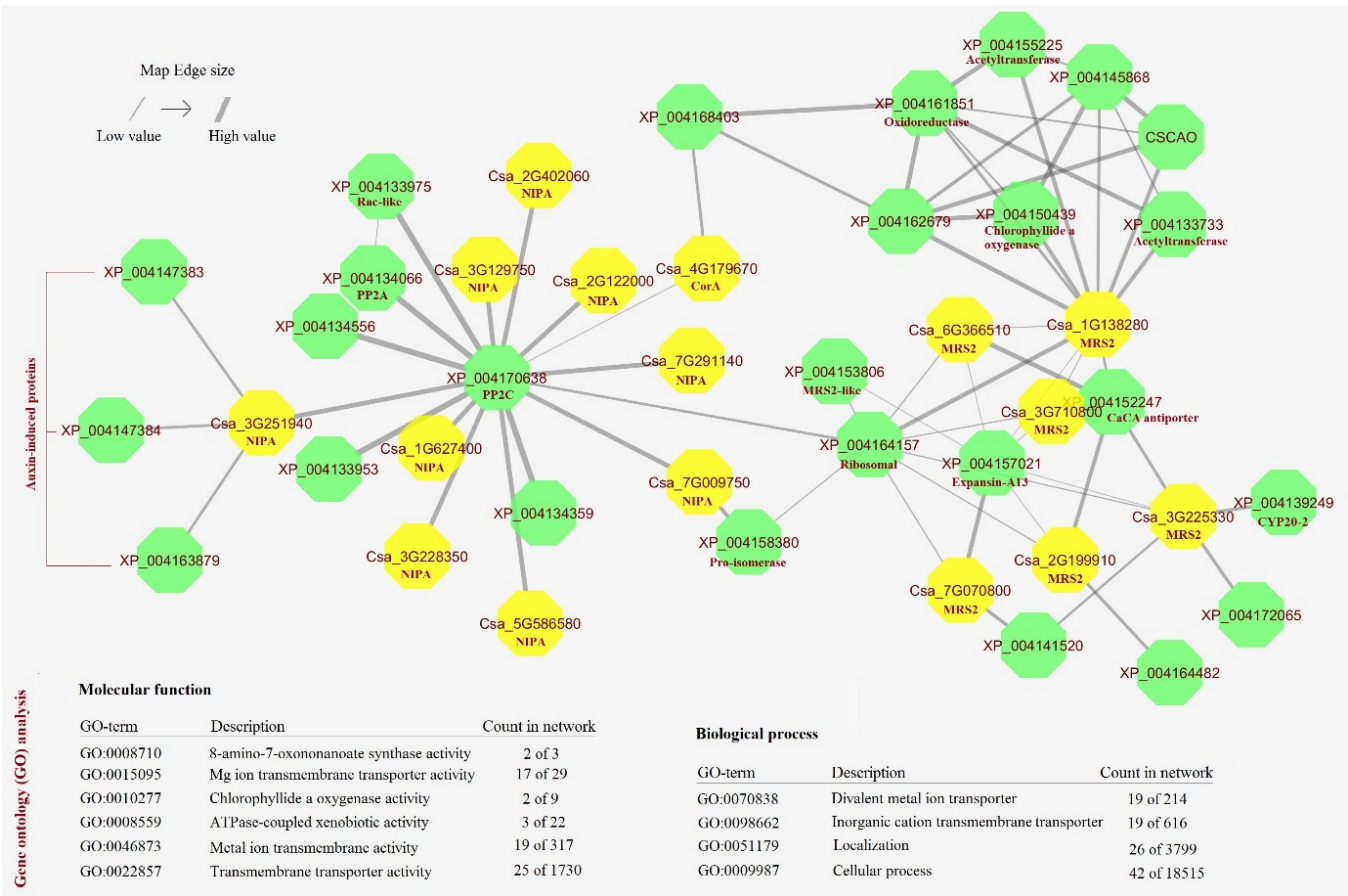 Map Edge size
Low value
High value
XP_004155225
Acetyltransferase
XP_004145868
XP_004161851
Oxidoreductase
XP_004168403
CSCAO
XP_004133975
Rac-like
Csa_2G402060
NIPA
XP_004162679
XP_004150439
Chlorophyllide a
oxygenase
XP_004133733
Acetyltransferase
XP_004147383
XP_004134066
PP2A
Csa_3G129750
NIPA
Csa_2G122000
NIPA
Csa_4G179670
CorA
XP_004134556
Csa_6G366510
MRS2
Csa_1G138280
MRS2
Csa_7G291140
NIPA
XP_004170638
PP2C
XP_004153806
MRS2-like
Csa_3G710800
MRS2
XP_004152247
CaCA antiporter
Auxin-induced proteins
XP_004147384
Csa_3G251940
NIPA
Csa_1G627400
NIPA
XP_004164157
Ribosomal
XP_004133953
XP_004157021
Expansin-A13
Csa_7G009750
NIPA
XP_004134359
Csa_3G225330
MRS2
XP_004139249
CYP20-2
XP_004163879
Csa_3G228350
NIPA
XP_004158380
Pro-isomerase
Csa_2G199910
MRS2
Csa_7G070800
MRS2
XP_004172065
Csa_5G586580
NIPA
XP_004141520
XP_004164482
Gene ontology (GO) analysis
Molecular function
GO-term Description Count in network
GO:0008710 8-amino-7-oxononanoate synthase activity 2 of 3
GO:0015095 Mg ion transmembrane transporter activity 17 of 29
GO:0010277 Chlorophyllide a oxygenase activity 2 of 9
GO:0008559 ATPase-coupled xenobiotic activity 3 of 22
GO:0046873 Metal ion transmembrane activity 19 of 317
GO:0022857 Transmembrane transporter activity 25 of 1730
Biological process
GO-term Description Count in network
GO:0070838 Divalent metal ion transporter 19 of 214
GO:0098662 Inorganic cation transmembrane transporter 19 of 616
GO:0051179 Localization 26 of 3799
GO:0009987 Cellular process 42 of 18515